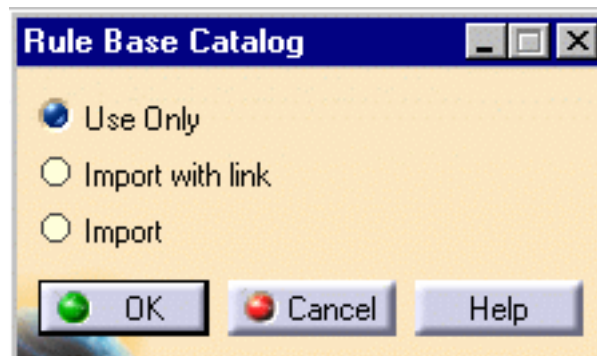 Rule Base Catalog
Use Only
Import with link
Import
OK Cancel Help